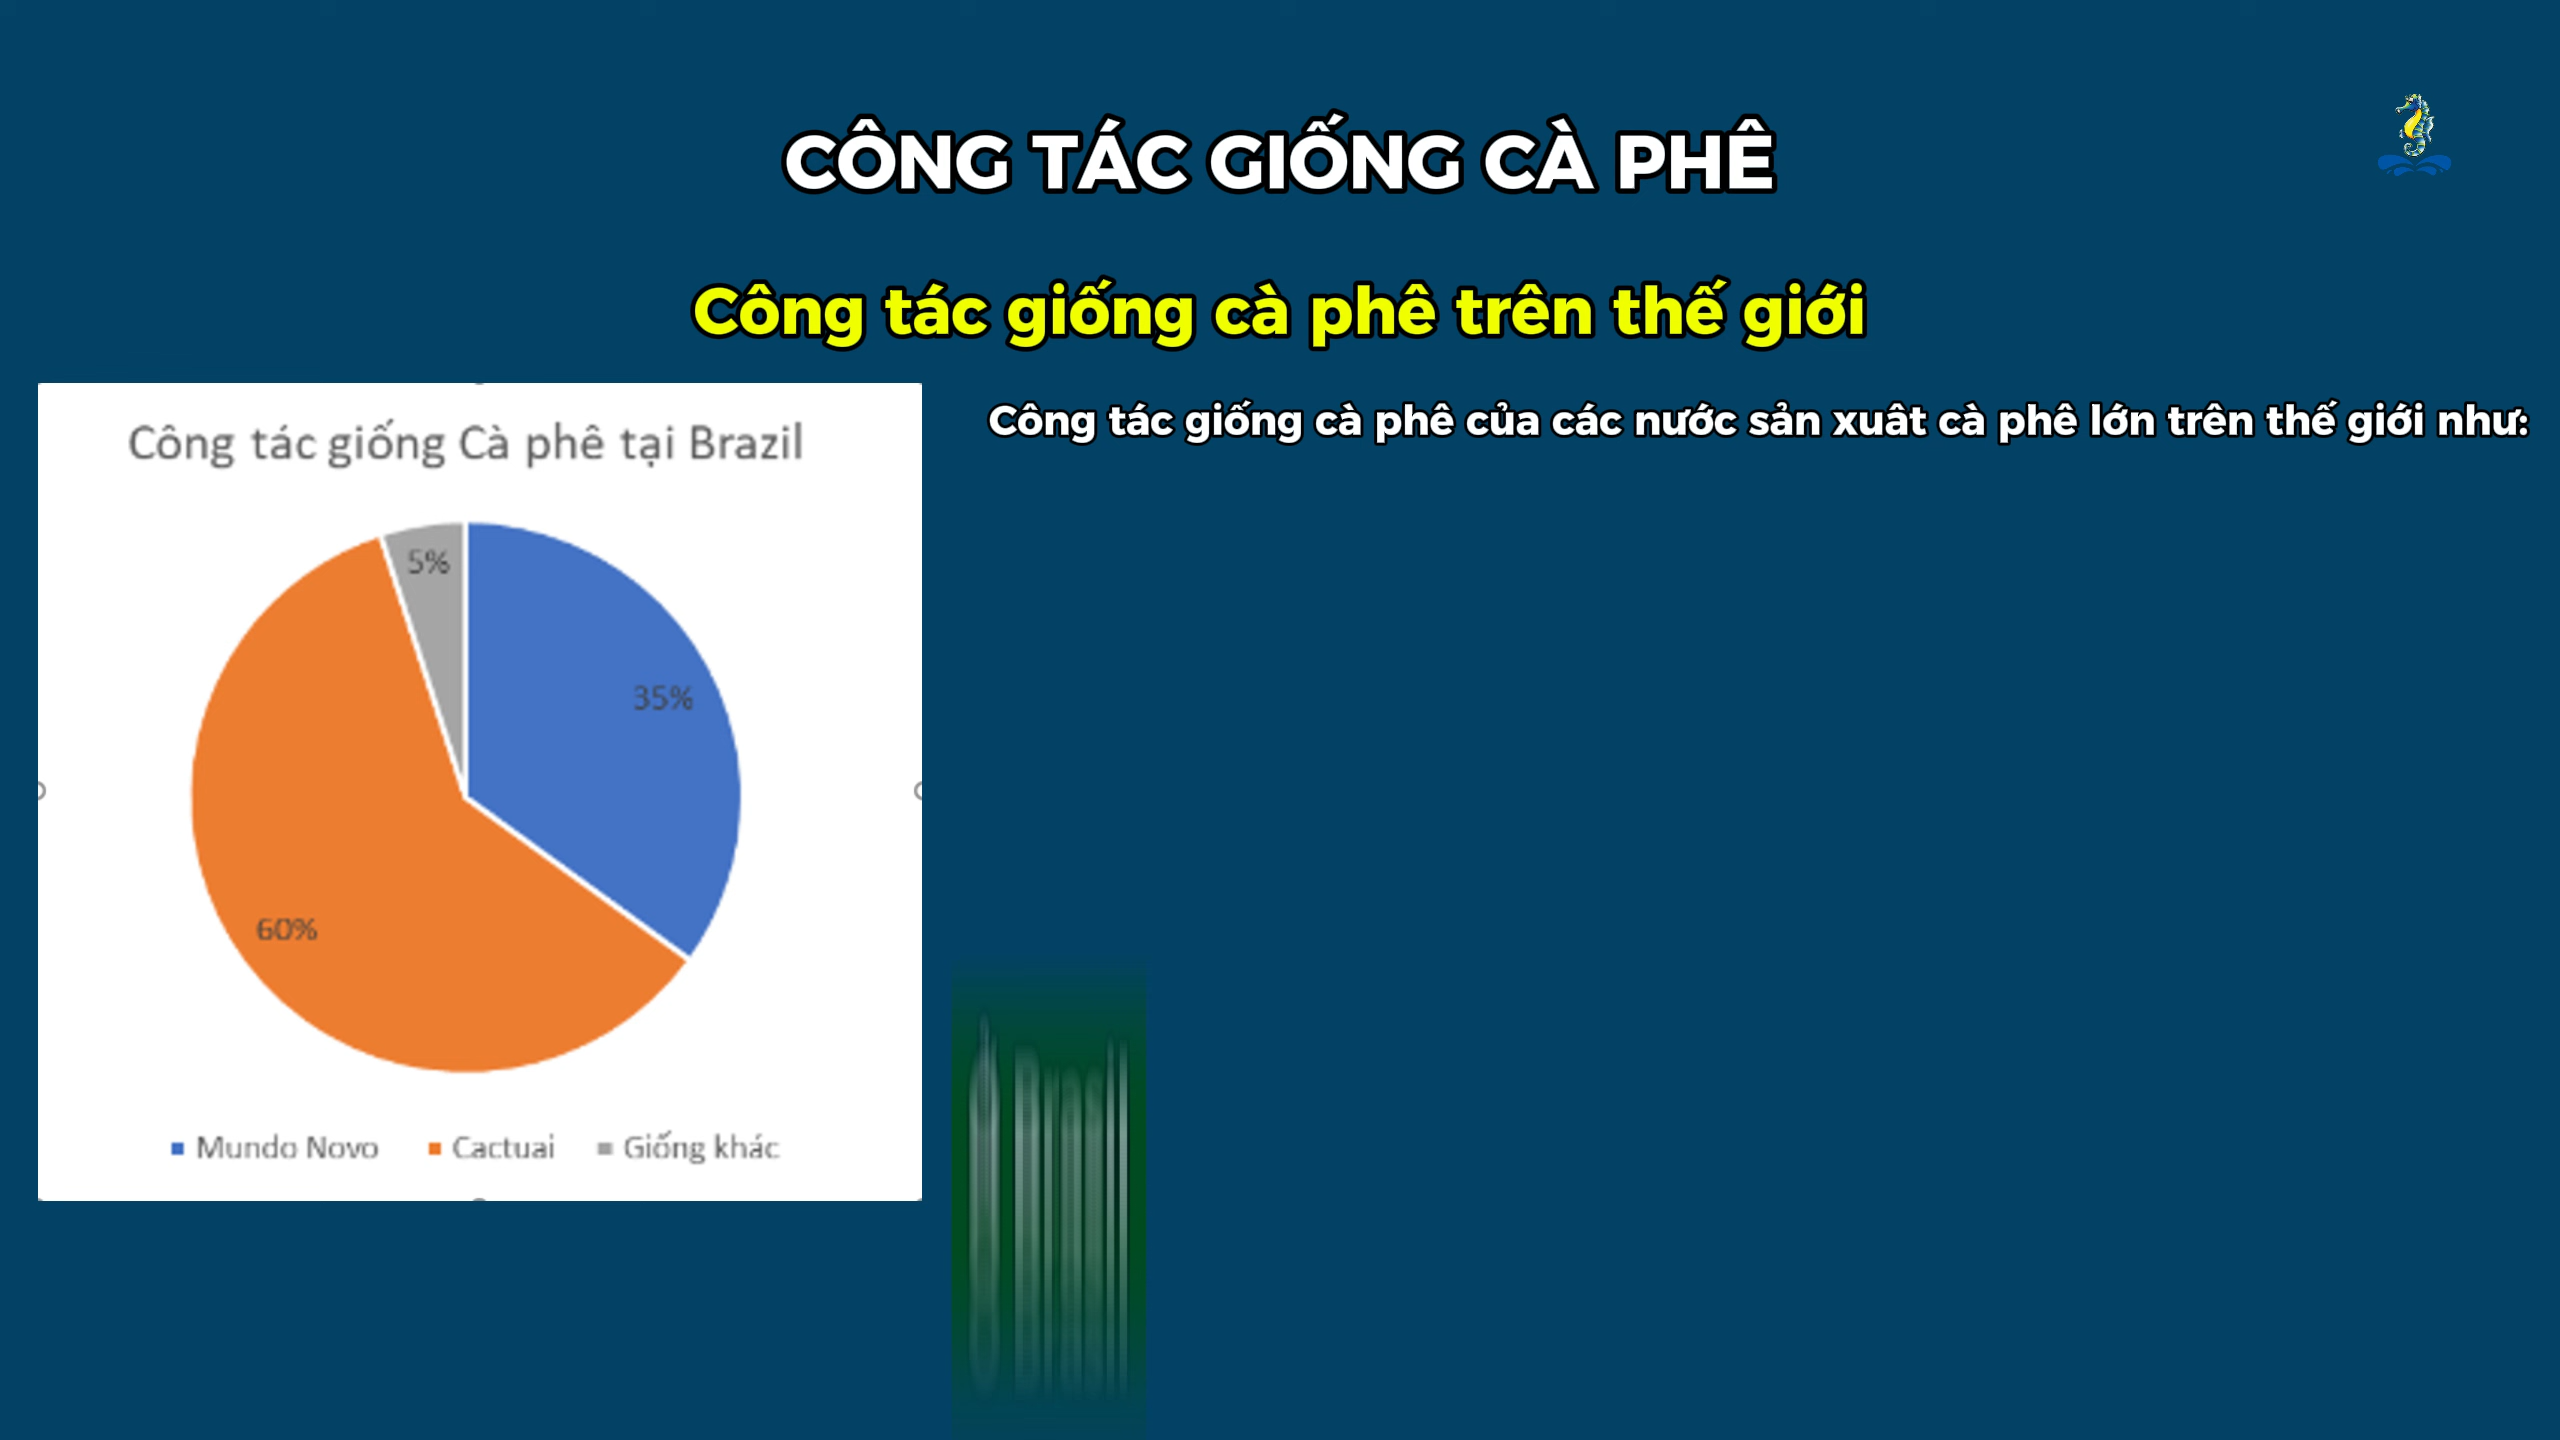 CÔNG TÁC GIỐNG CÀ PHÊ
Công tác giống cà phê trên thế giới
Công tác giống Cà phê tại Brazil
5%
35%
60%
Mundo Novo Cactuai Giống khác
Công tác giống cà phê của các nước sản xuât cà phê lớn trên thế giới như: